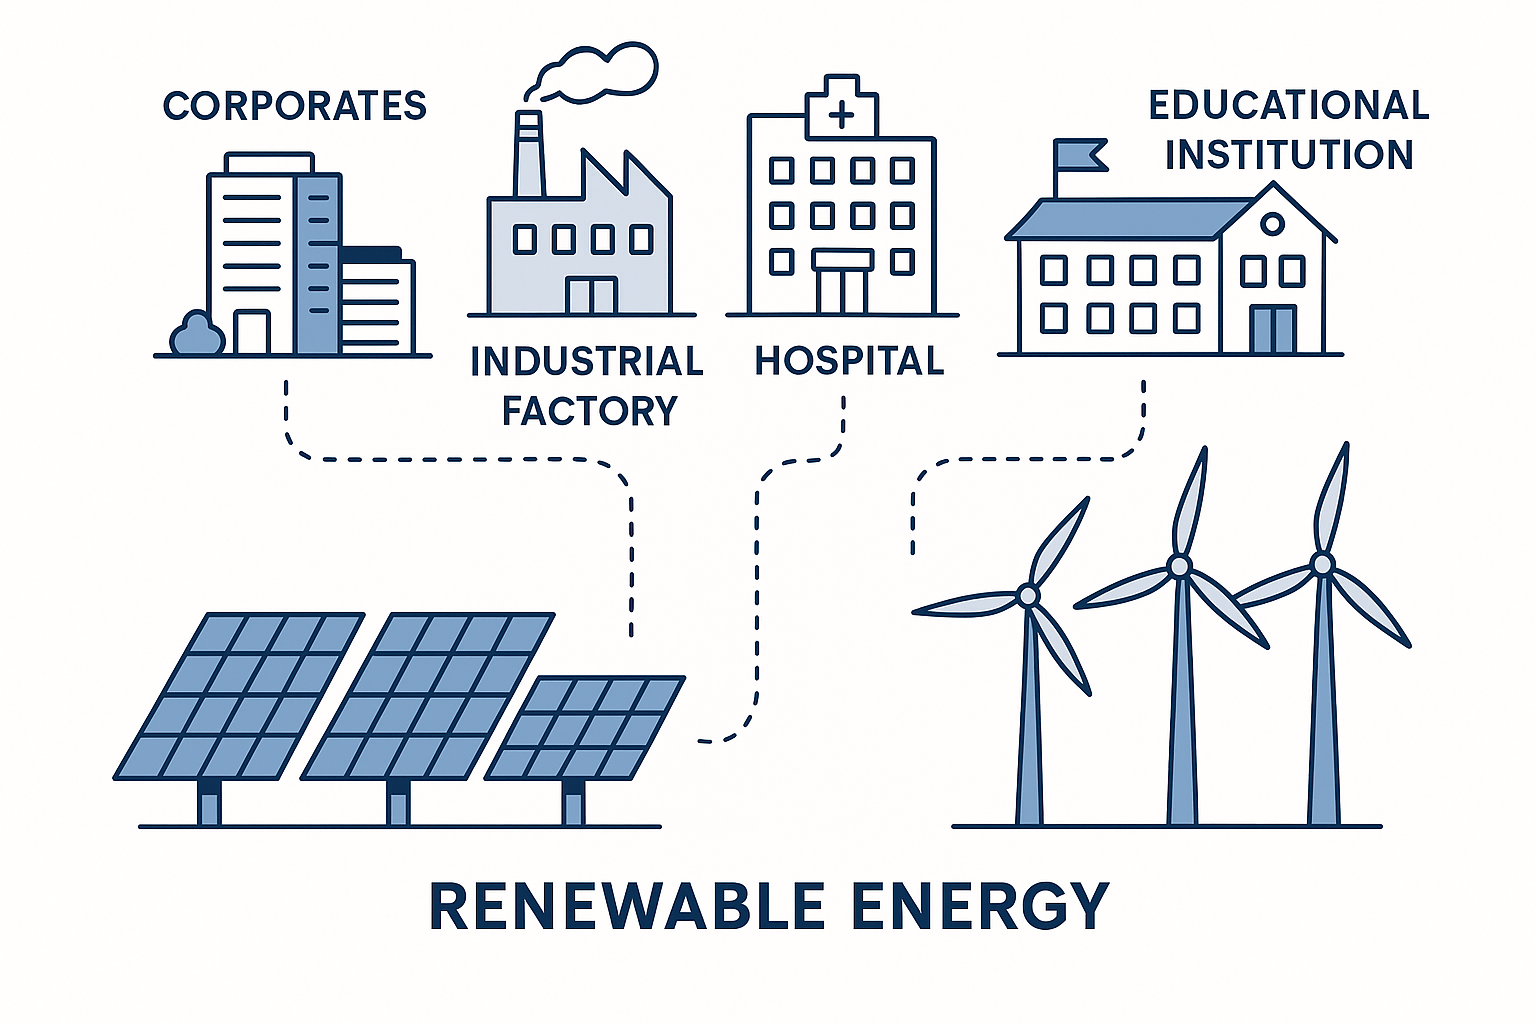 CORPORATES
EDUCATIONAL
INSTITUTION
INDUSTRIAL
FACTORY
HOSPITAL
RENEWABLE ENERGY